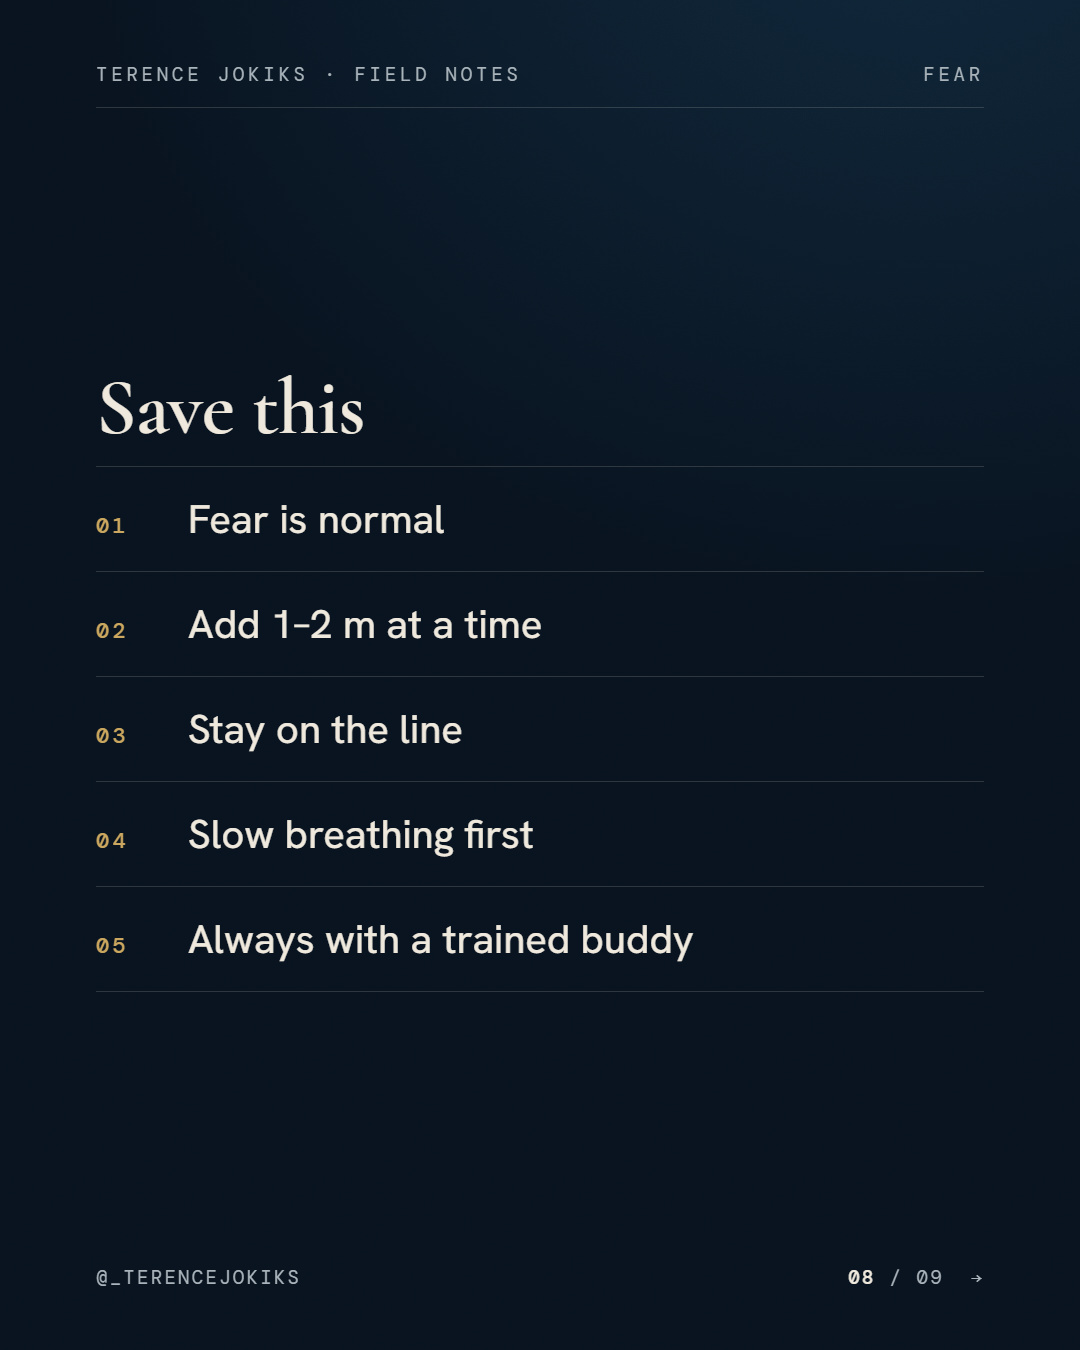 TERENCE JOKIKS · FIELD NOTES
FEAR
Save this
01 Fear is normal
02 Add 1–2 m at a time
03 Stay on the line
04 Slow breathing first
05 Always with a trained buddy
@_TERENCEJOKIKS
08 / 09 →